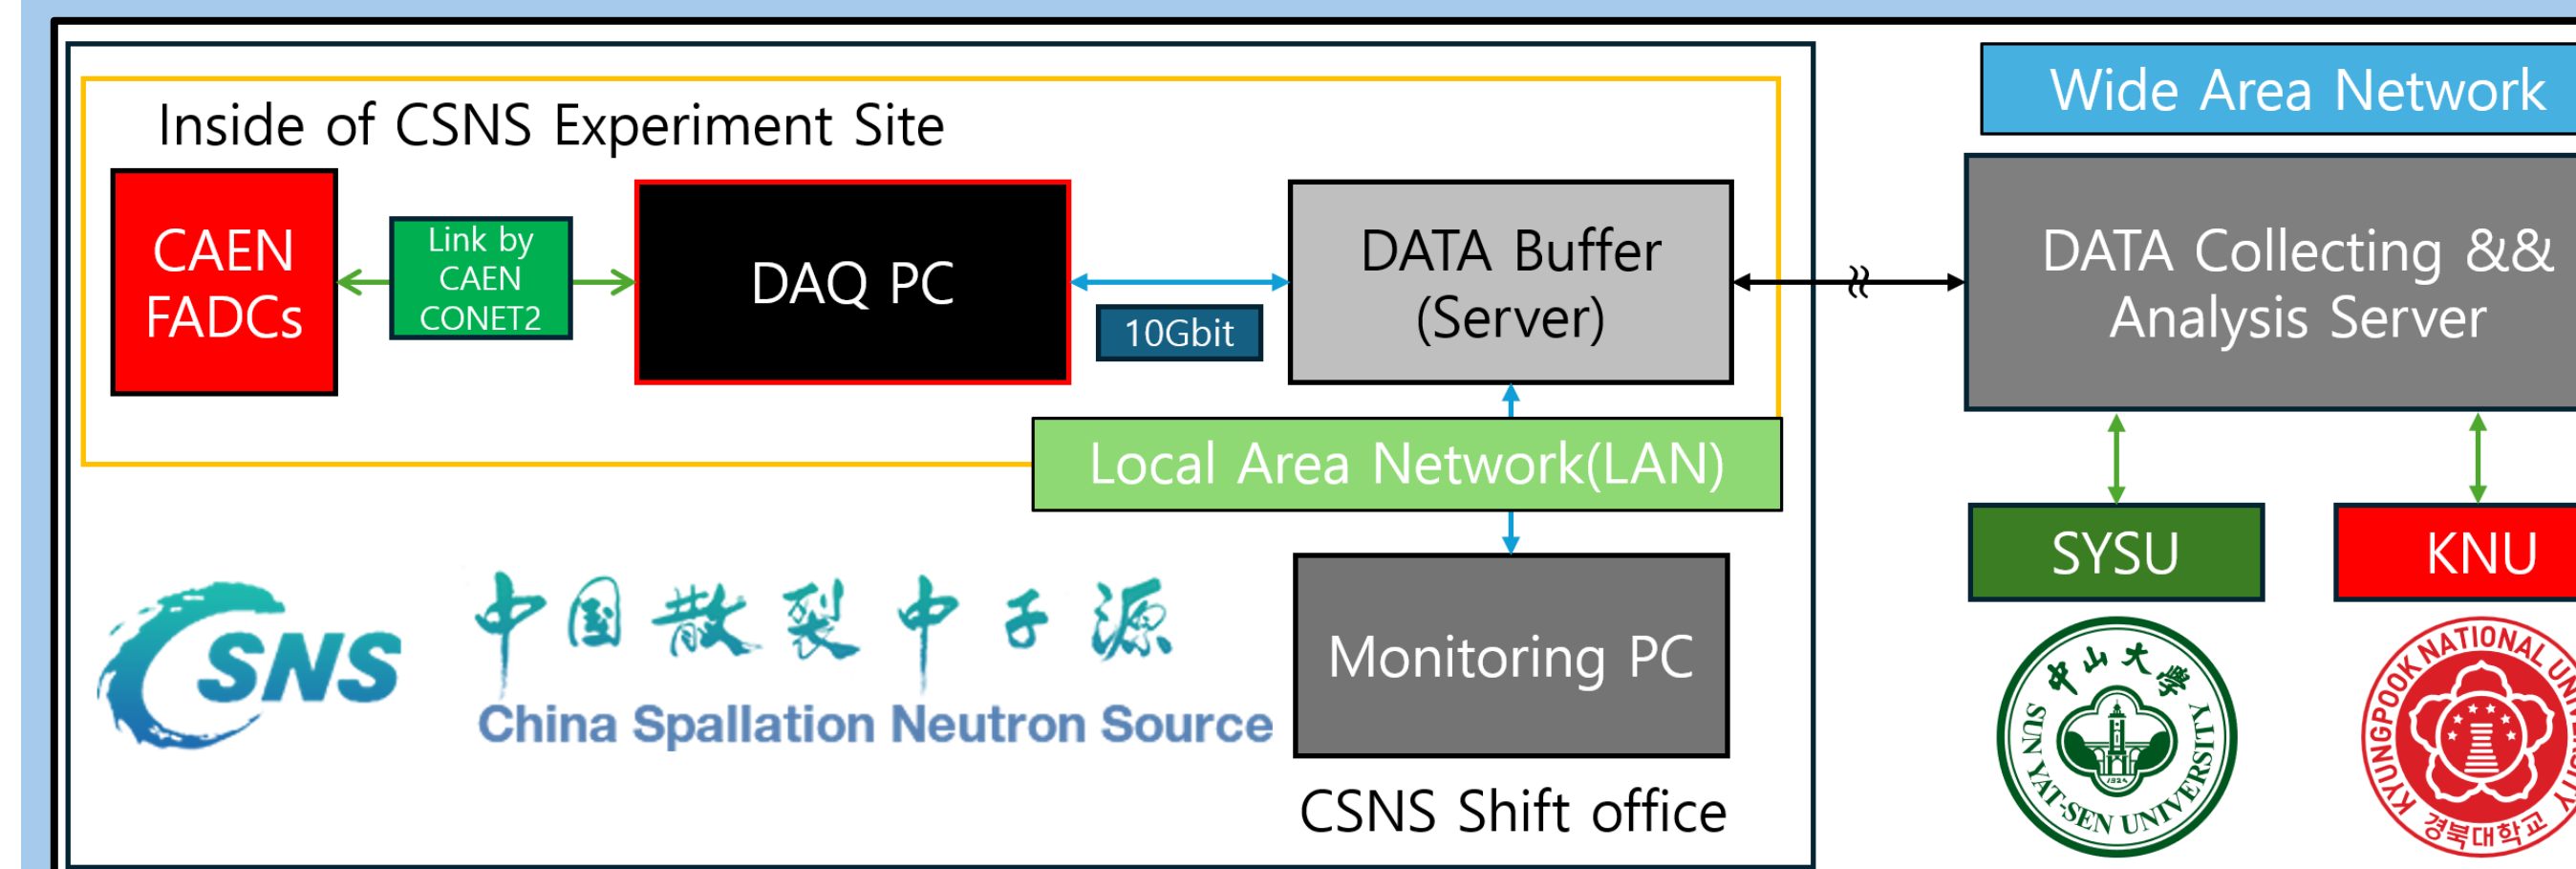 Wide Area Network
Inside of CSNS Experiment Site
CAEN
FADCs
Link by
CAEN
CONET2
DAQ PC
10Gbit
DATA Buffer
(Server)
DATA Collecting &&
Analysis Server
Local Area Network(LAN)
SYSU
KNU
CSNS
中国散裂中子源
China Spallation Neutron Source
Monitoring PC
CSNS Shift office
中山大學
1924
SUN YAT-SEN UNIVERSITY
KYUNGPOOK NATIONAL UNIVERSITY
경북대학교